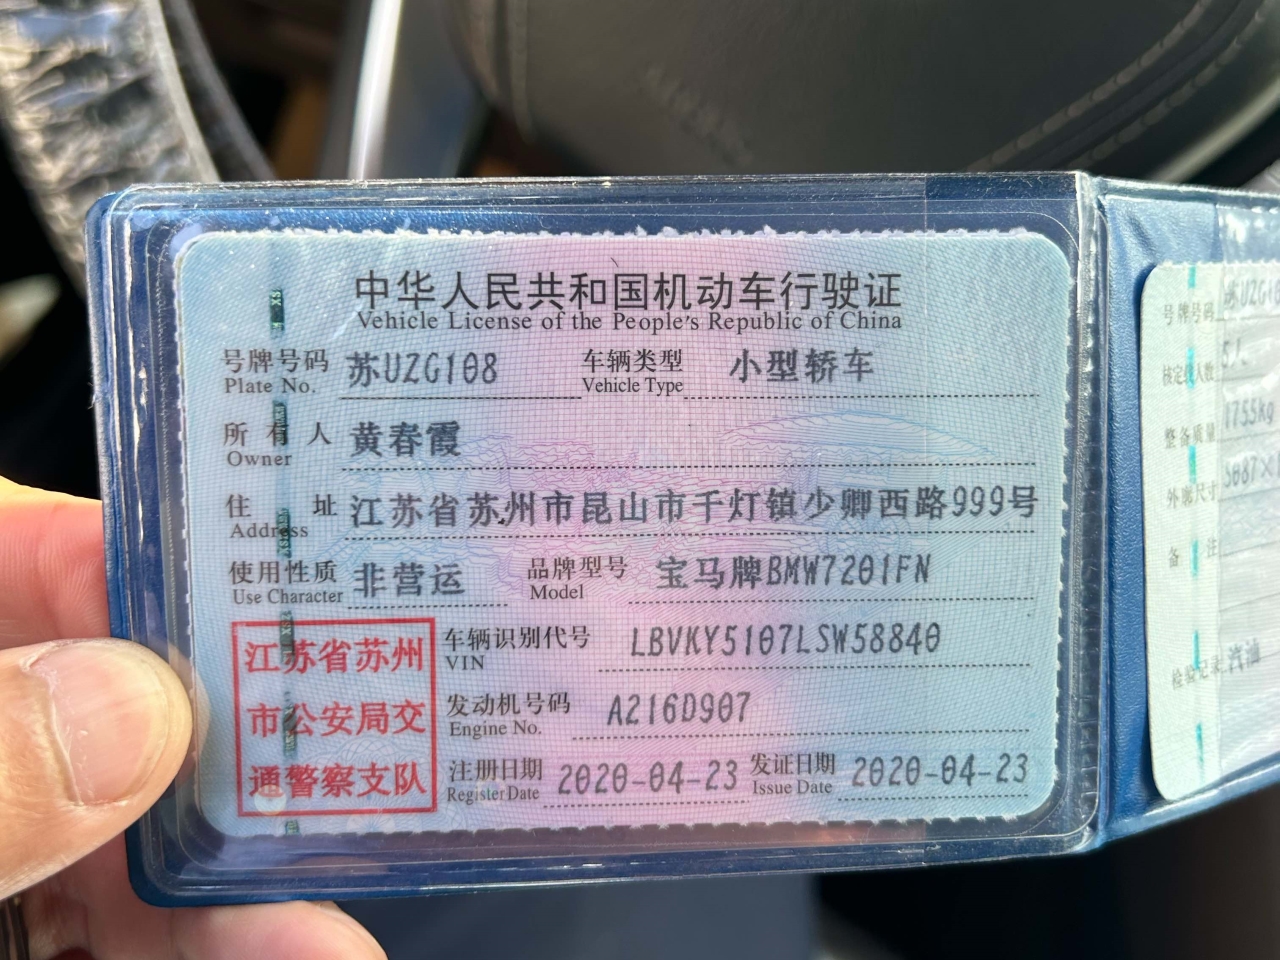 中华人民共和国机动车行驶证
Vehicle License of the People's Republic of China
号牌号码 苏UZG108 车辆类型 小型轿车
Plate No. Vehicle Type
所有人 黄春霞
Owner
住址 江苏省苏州市昆山市千灯镇少卿西路999号
Address
使用性质 非营运 品牌型号 宝马牌BMW7201FN
Use Character Model
车辆识别代号 LBVKY5107LSW58840
VIN
发动机号码 A216D907
Engine No.
注册日期 2020-04-23 发证日期 2020-04-23
Register Date Issue Date
江苏省苏州
市公安局交
通警察支队
号牌号码
核定载人数 5人
整备质量 1755kg
外廓尺寸 5087×
备注
检验记录 汽油